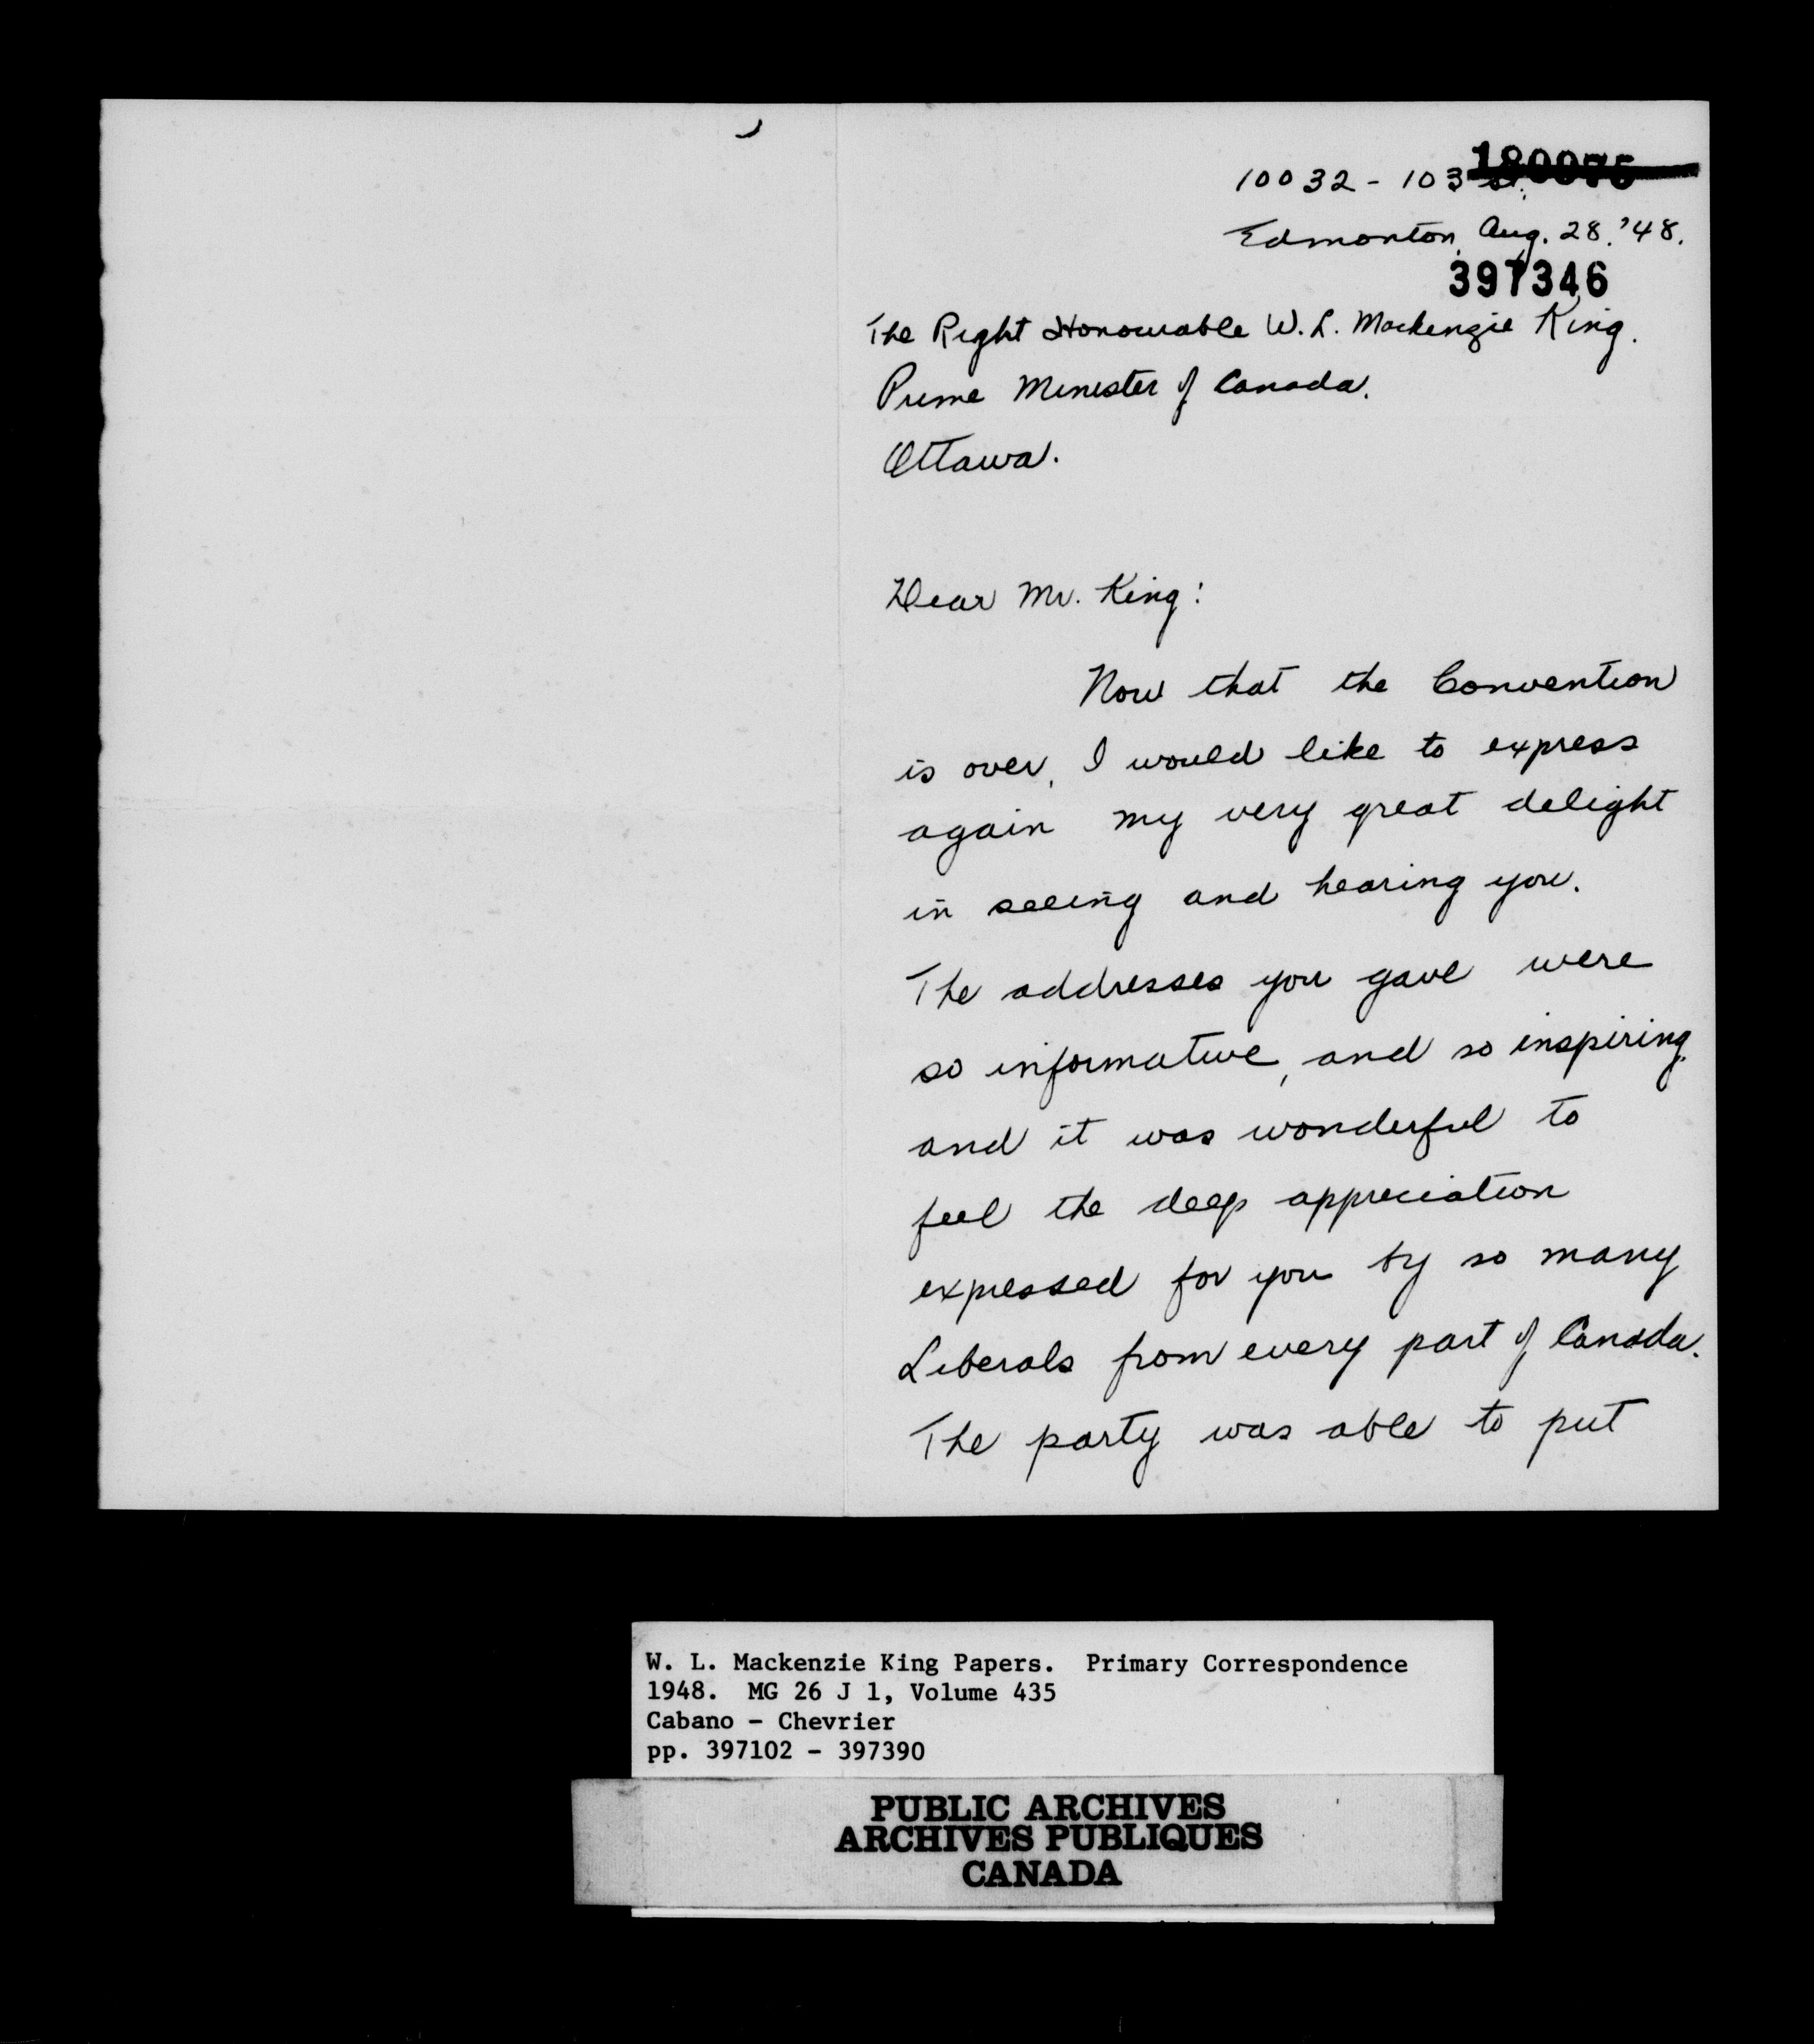 180075
10032 - 103 St.
Edmonton, Aug. 28. '48.
397346
The Right Honourable W. L. Mackenzie King.
Prime Minister of Canada.
Ottawa.
Dear Mr. King:
Now that the Convention
is over, I would like to express
again my very great delight
in seeing and hearing you.
The addresses you gave were
so informative, and so inspiring,
and it was wonderful to
feel the deep appreciation
expressed for you by so many
Liberals from every part of Canada.
The party was able to put
W. L. Mackenzie King Papers. Primary Correspondence
1948. MG 26 J 1, Volume 435
Cabano - Chevrier
pp. 397102 - 397390
PUBLIC ARCHIVES
ARCHIVES PUBLIQUES
CANADA